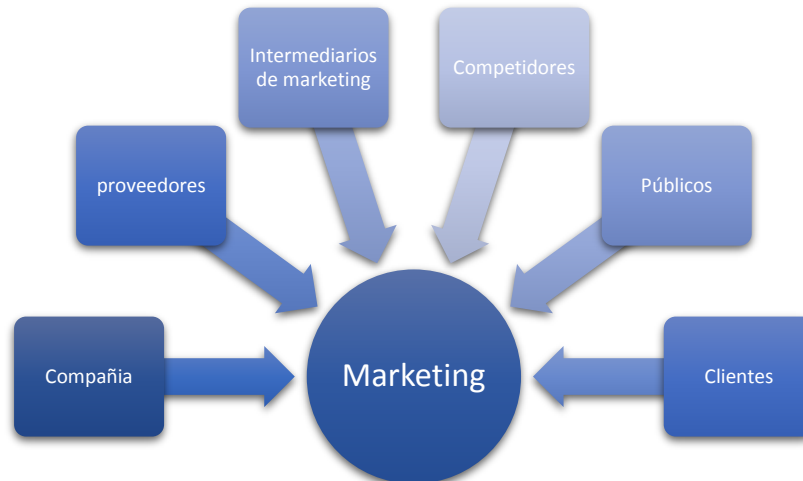 Intermediarios
de marketing
Competidores
proveedores
Públicos
Compañia
Marketing
Clientes